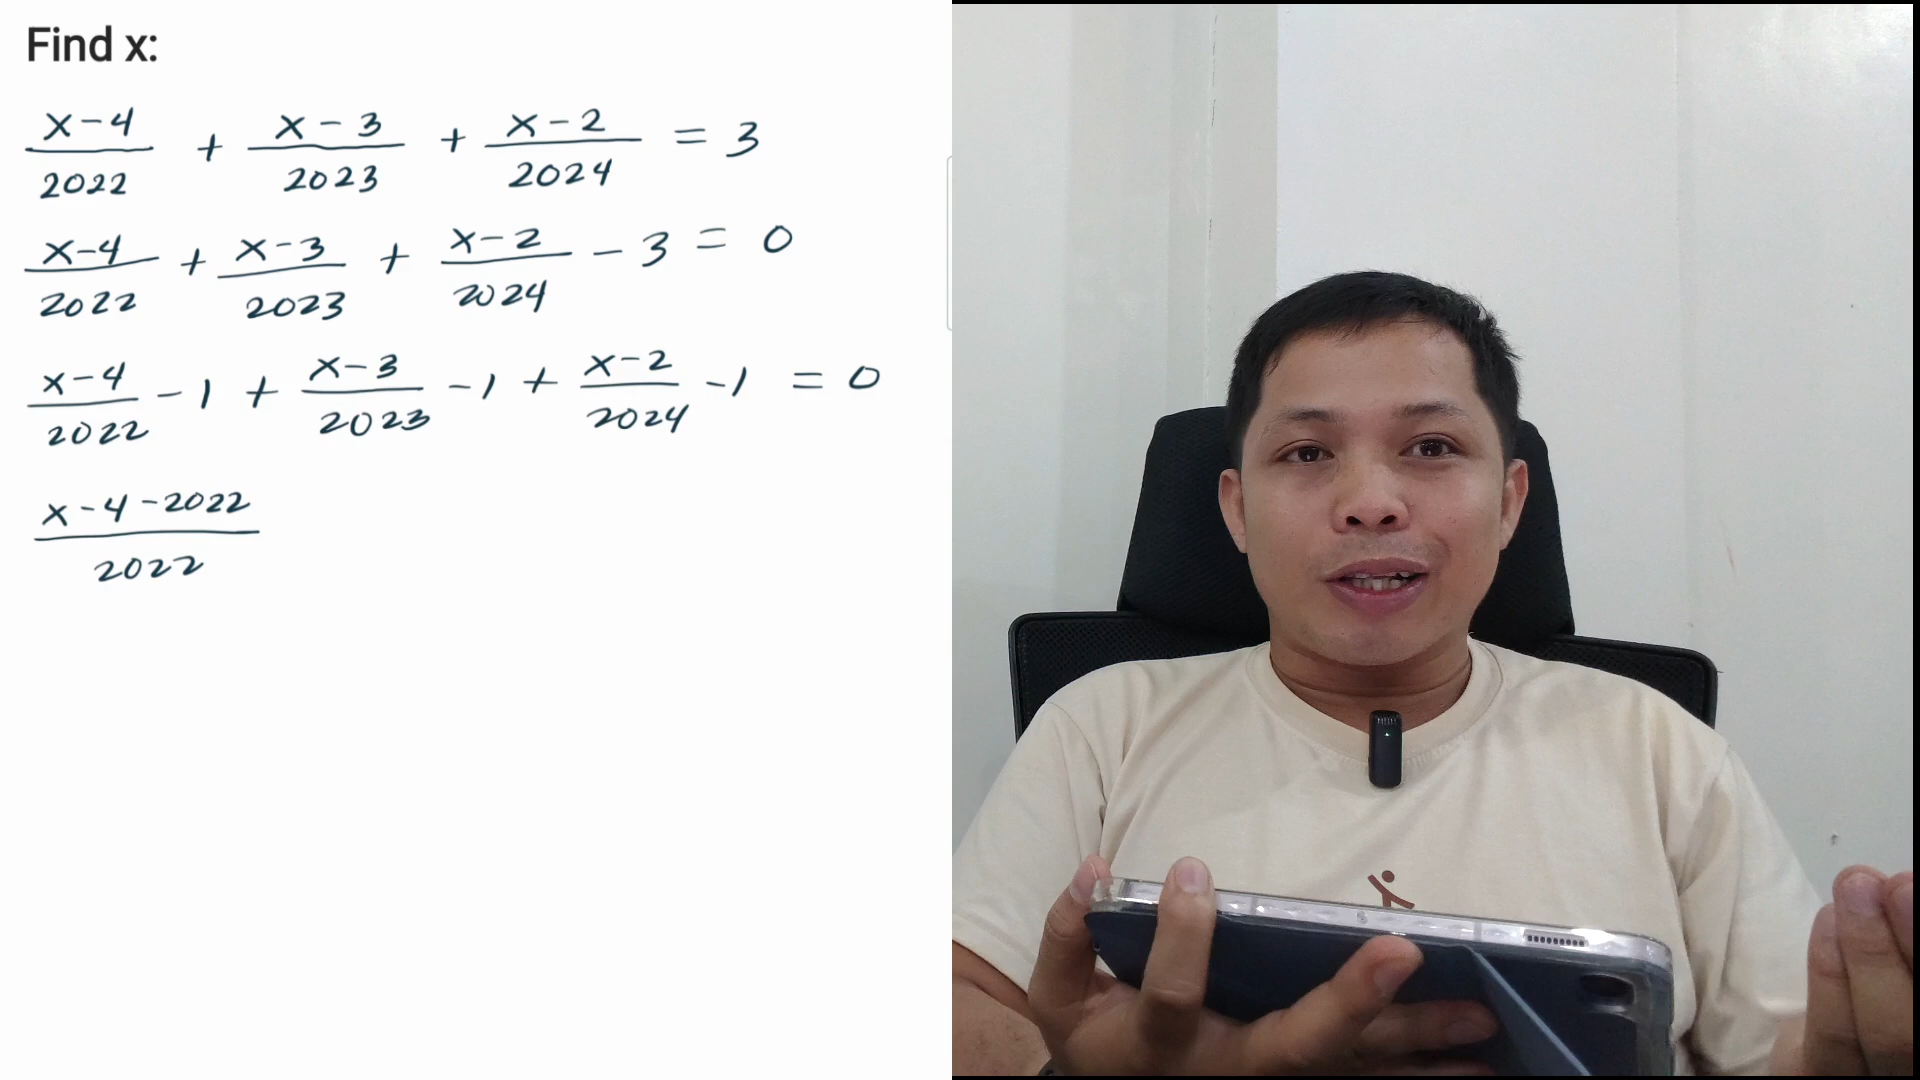 Find x:
x-4/2022 + x-3/2023 + x-2/2024 = 3
x-4/2022 + x-3/2023 + x-2/2024 - 3 = 0
x-4/2022 - 1 + x-3/2023 - 1 + x-2/2024 - 1 = 0
x-4-2022/2022